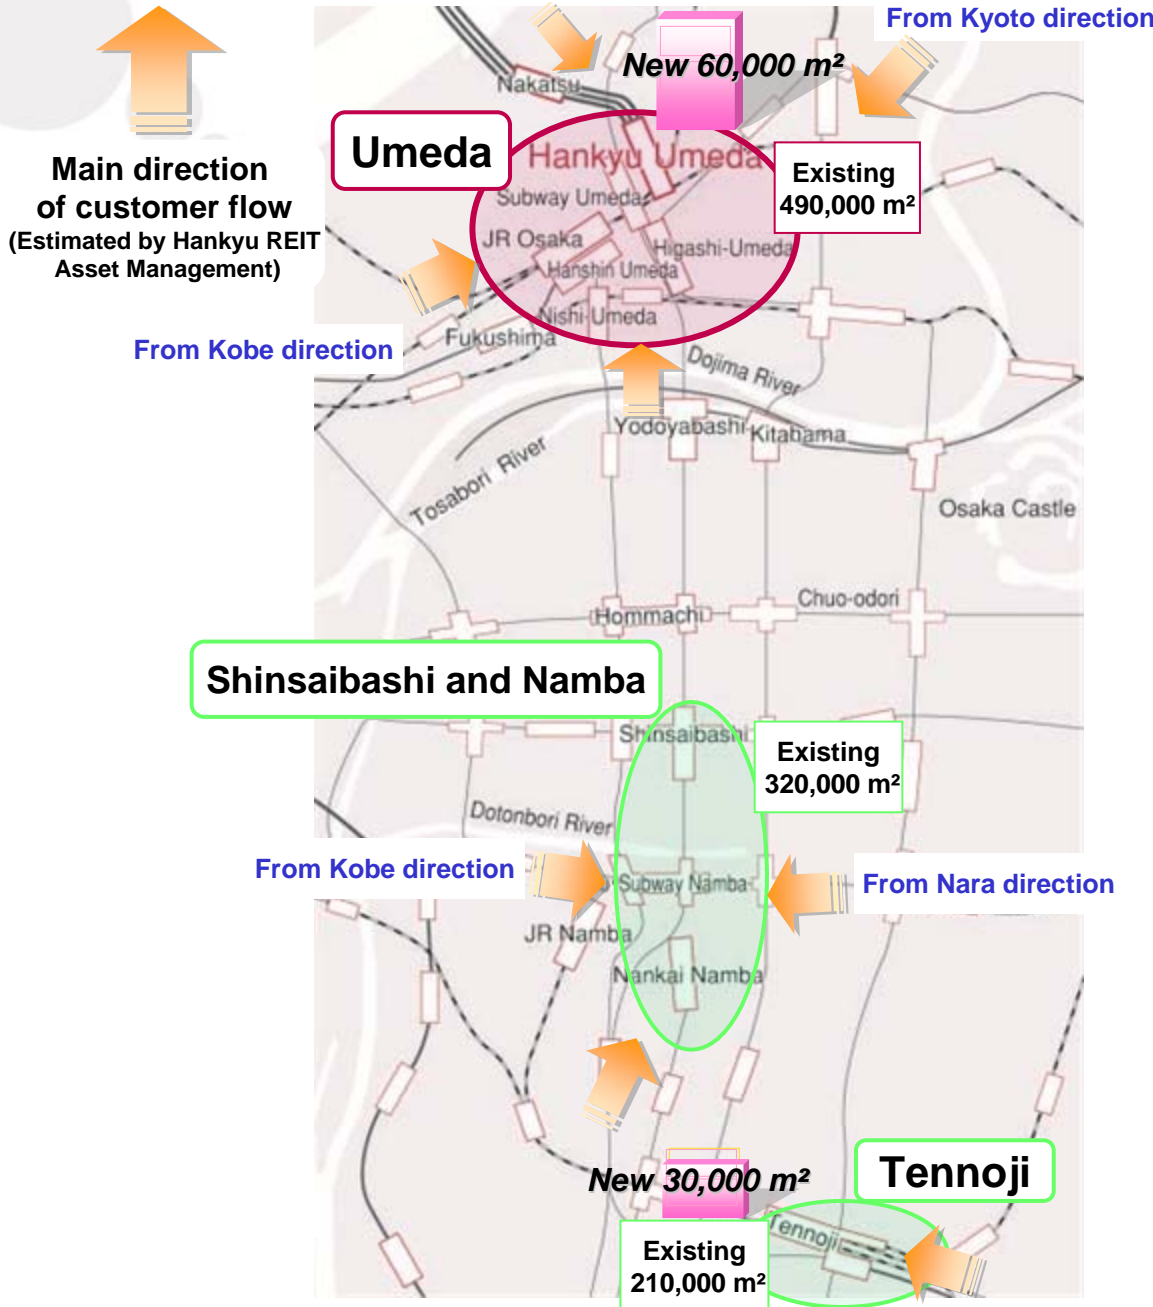 From Kyoto direction
New 60,000 m²
Nakatsu
Main direction
of customer flow
(Estimated by Hankyu REIT
Asset Management)
Umeda
Hankyu Umeda
Existing
490,000 m²
Subway Umeda
JR Osaka
Higashi-Umeda
Hanshin Umeda
Nishi-Umeda
Fukushima
From Kobe direction
Dojima River
Yodoyabashi
Kitahama
Tosabori River
Osaka Castle
Chuo-odori
Hommachi
Shinsaibashi and Namba
Shinsaibashi
Existing
320,000 m²
Dotonbori River
From Kobe direction
Subway Namba
From Nara direction
JR Namba
Nankai Namba
New 30,000 m²
Tennoji
Tennoji
Existing
210,000 m²